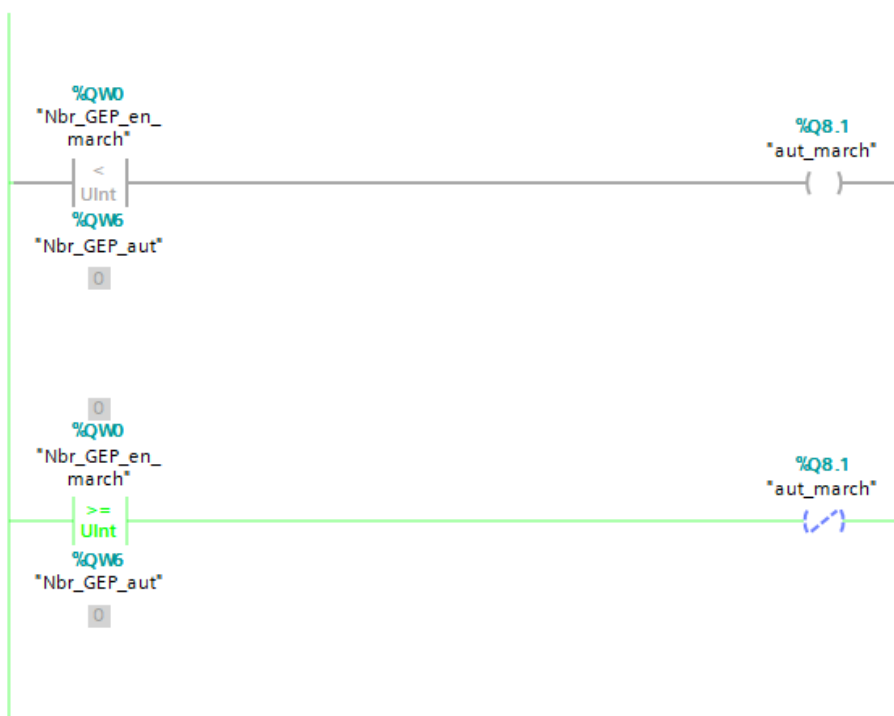 %QW0
"Nbr_GEP_en_
march"
<
UInt
%QW6
"Nbr_GEP_aut"
0
%Q8.1
"aut_march"
( )
0
%QW0
"Nbr_GEP_en_
march"
>=
UInt
%QW6
"Nbr_GEP_aut"
0
%Q8.1
"aut_march"
(/)